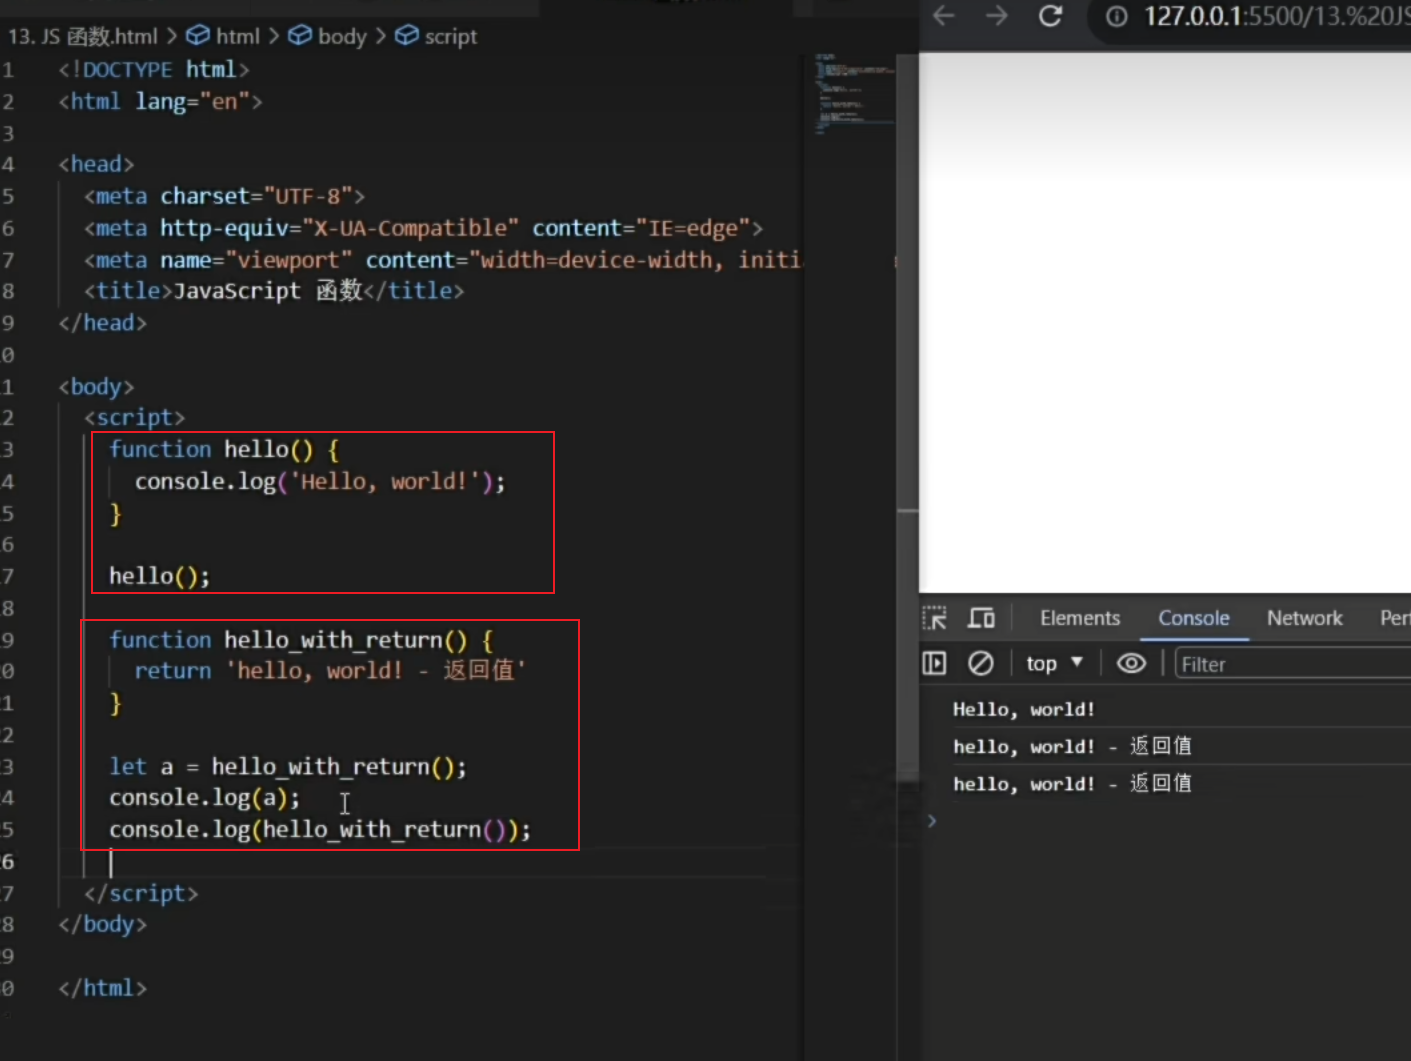 13. JS 函数.html > html > body > script
1 <!DOCTYPE html>
2 <html lang="en">
3
4 <head>
5 <meta charset="UTF-8">
6 <meta http-equiv="X-UA-Compatible" content="IE=edge">
7 <meta name="viewport" content="width=device-width, initi
8 <title>JavaScript 函数</title>
9 </head>
0
1 <body>
2 <script>
3 function hello() {
4 console.log('Hello, world!');
5 }
6
7 hello();
8
9 function hello_with_return() {
0 return 'hello, world! - 返回值'
1 }
2
3 let a = hello_with_return();
4 console.log(a);
5 console.log(hello_with_return());
6
7 </script>
8 </body>
9
0 </html>
127.0.0.1:5500/13.%20JS
Elements Console Network Per
top Filter
Hello, world!
hello, world! - 返回值
hello, world! - 返回值